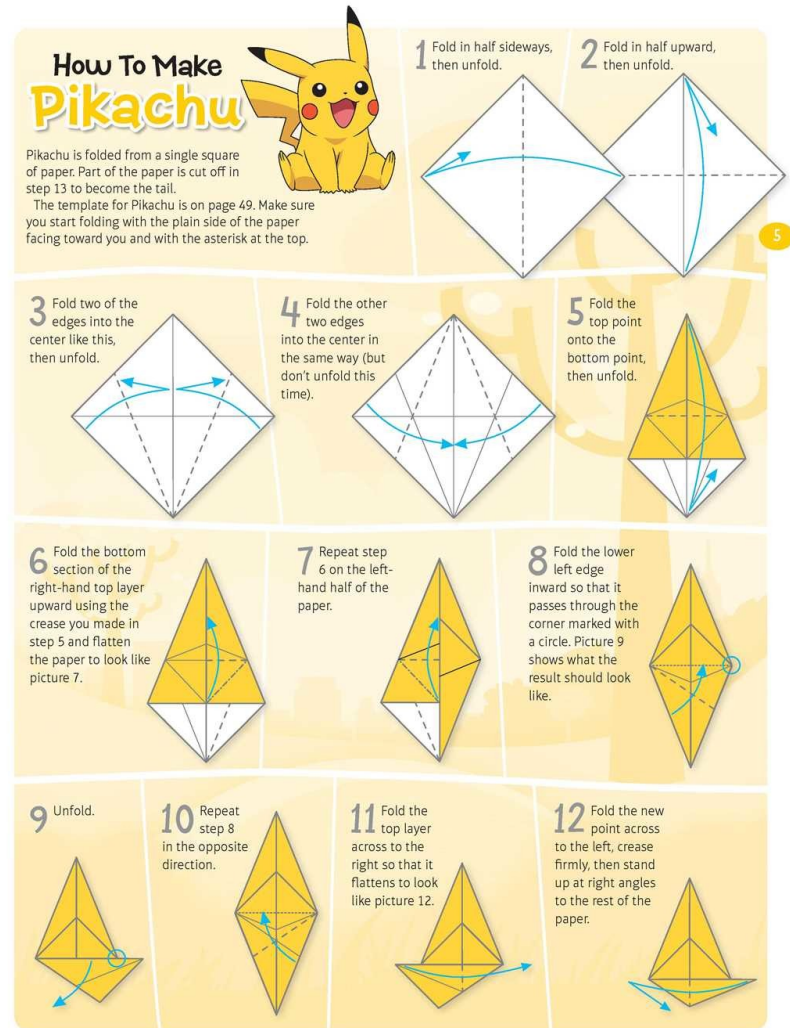 How To Make
Pikachu
Pikachu is folded from a single square
of paper. Part of the paper is cut off in
step 13 to become the tail.
The template for Pikachu is on page 49. Make sure
you start folding with the plain side of the paper
facing toward you and with the asterisk at the top.
1 Fold in half sideways,
then unfold.
2 Fold in half upward,
then unfold.
5
3 Fold two of the
edges into the
center like this,
then unfold.
4 Fold the other
two edges
into the center in
the same way (but
don't unfold this
time).
5 Fold the
top point
onto the
bottom point,
then unfold.
6 Fold the bottom
section of the
right-hand top layer
upward using the
crease you made in
step 5 and flatten
the paper to look like
picture 7.
7 Repeat step
6 on the left-
hand half of the
paper.
8 Fold the lower
left edge
inward so that it
passes through the
corner marked with
a circle. Picture 9
shows what the
result should look
like.
9 Unfold.
10 Repeat
step 8
in the opposite
direction.
11 Fold the
top layer
across to the
right so that it
flattens to look
like picture 12.
12 Fold the new
point across
to the left, crease
firmly, then stand
up at right angles
to the rest of the
paper.